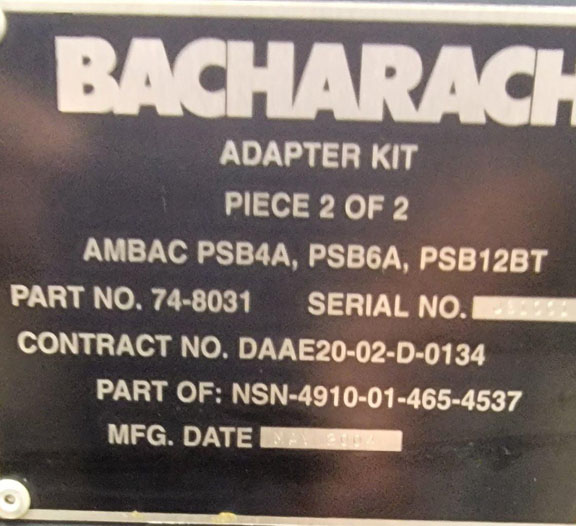 BACHARACH
ADAPTER KIT
PIECE 2 OF 2
AMBAC PSB4A, PSB6A, PSB12BT
PART NO. 74-8031 SERIAL NO.
CONTRACT NO. DAAE20-02-D-0134
PART OF: NSN-4910-01-465-4537
MFG. DATE